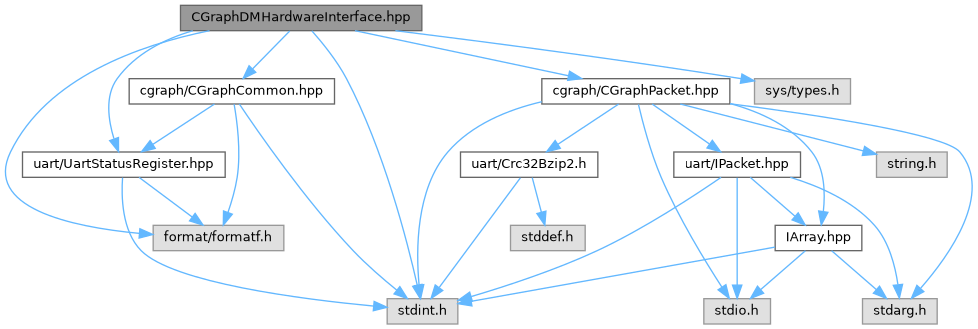 CGraphDMHardwareInterface.hpp
cgraph/CGraphCommon.hpp
cgraph/CGraphPacket.hpp
sys/types.h
uart/UartStatusRegister.hpp
uart/Crc32Bzip2.h
uart/IPacket.hpp
string.h
format/formatf.h
stddef.h
IArray.hpp
stdint.h
stdio.h
stdarg.h